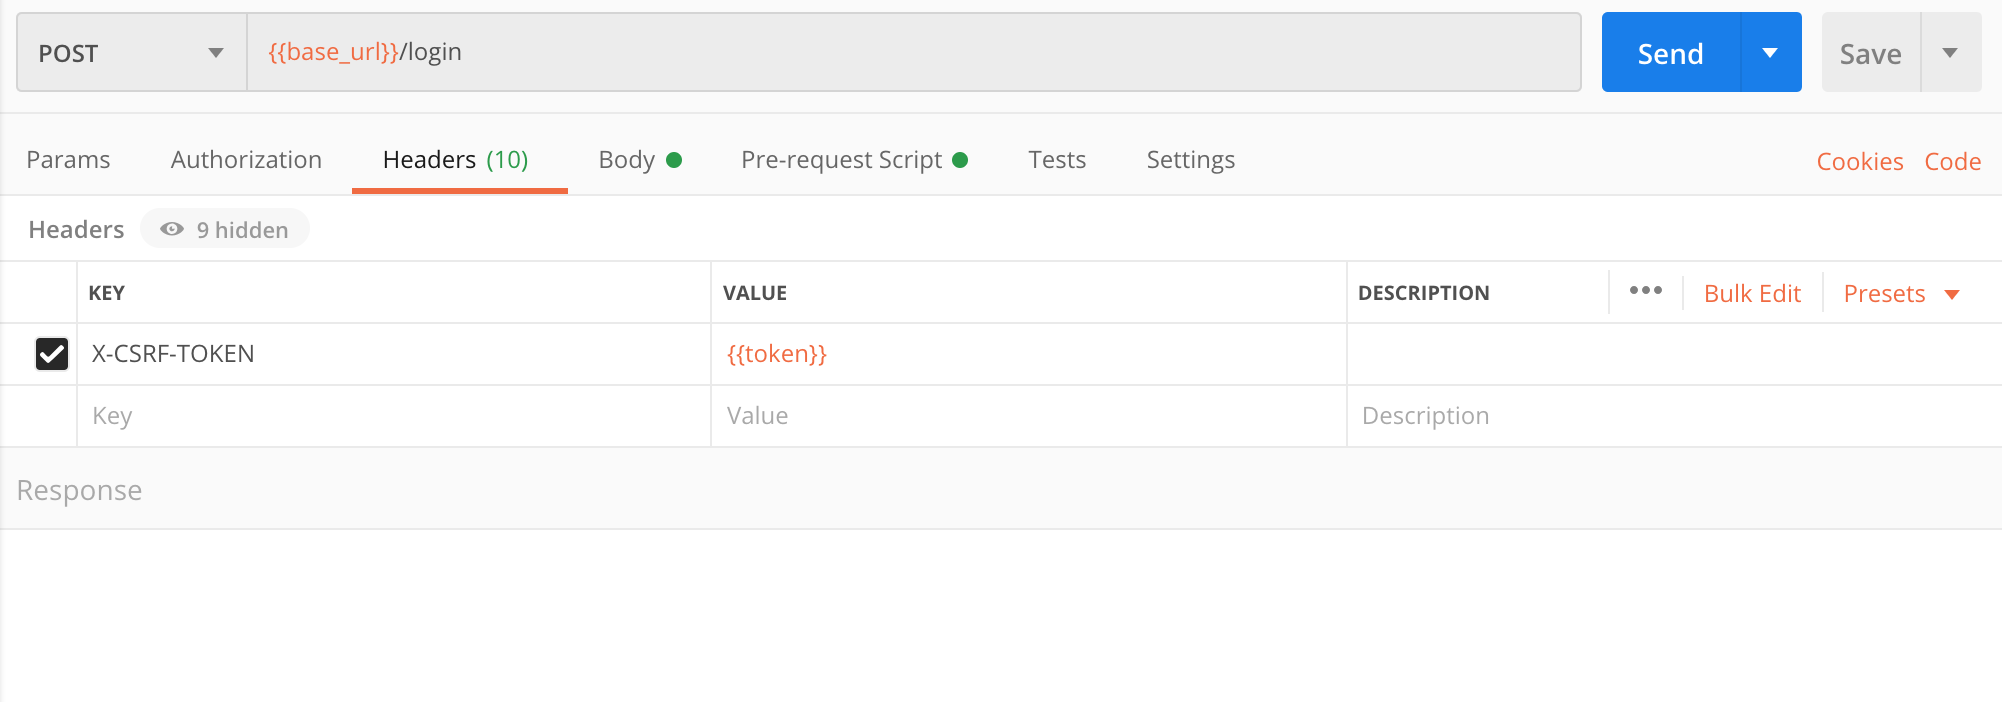 POST {{base_url}}/login Send Save
Params Authorization Headers (10) Body Pre-request Script Tests Settings Cookies Code
Headers 9 hidden
KEY VALUE DESCRIPTION ••• Bulk Edit Presets
X-CSRF-TOKEN {{token}}
Key Value Description
Response